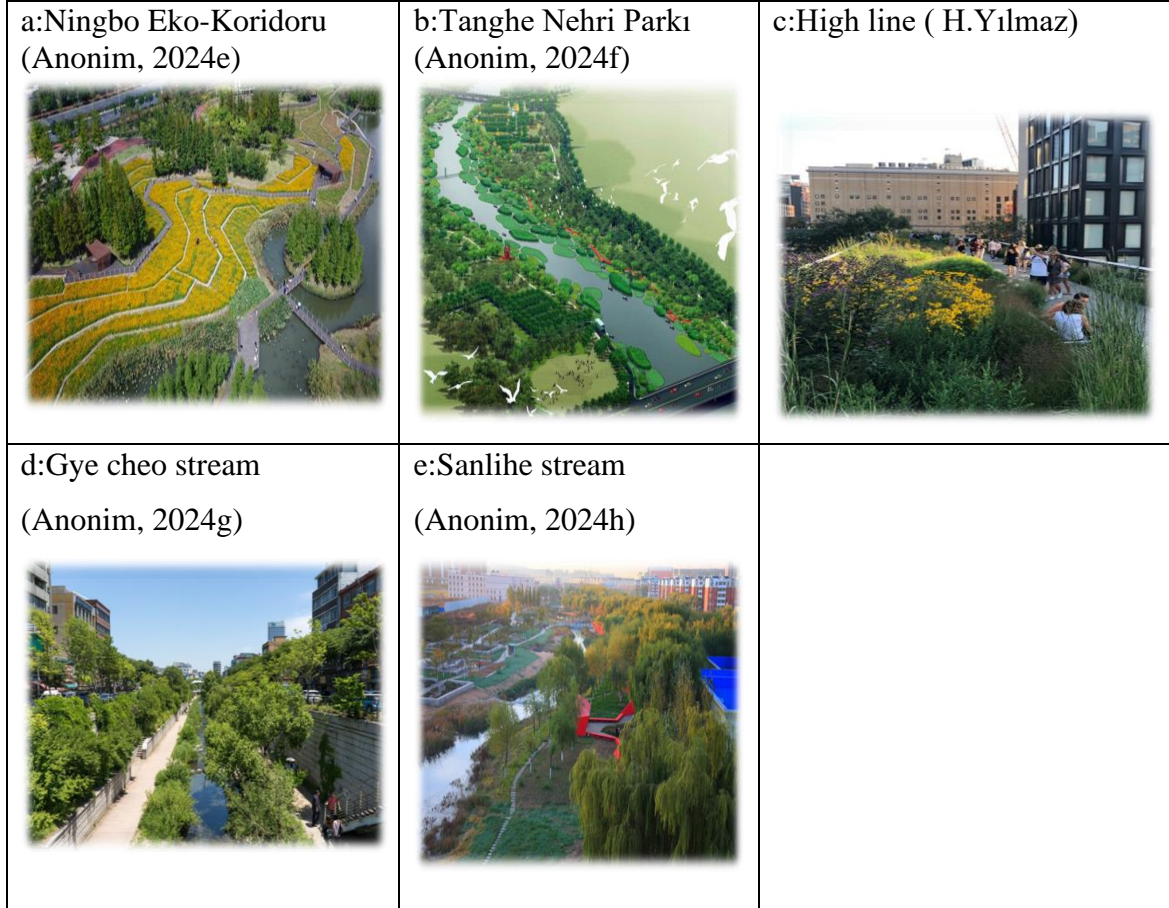 a:Ningbo Eko-Koridoru
(Anonim, 2024e)
b:Tanghe Nehri Parkı
(Anonim, 2024f)
c:High line ( H.Yılmaz)
d:Gye cheo stream
(Anonim, 2024g)
e:Sanlihe stream
(Anonim, 2024h)